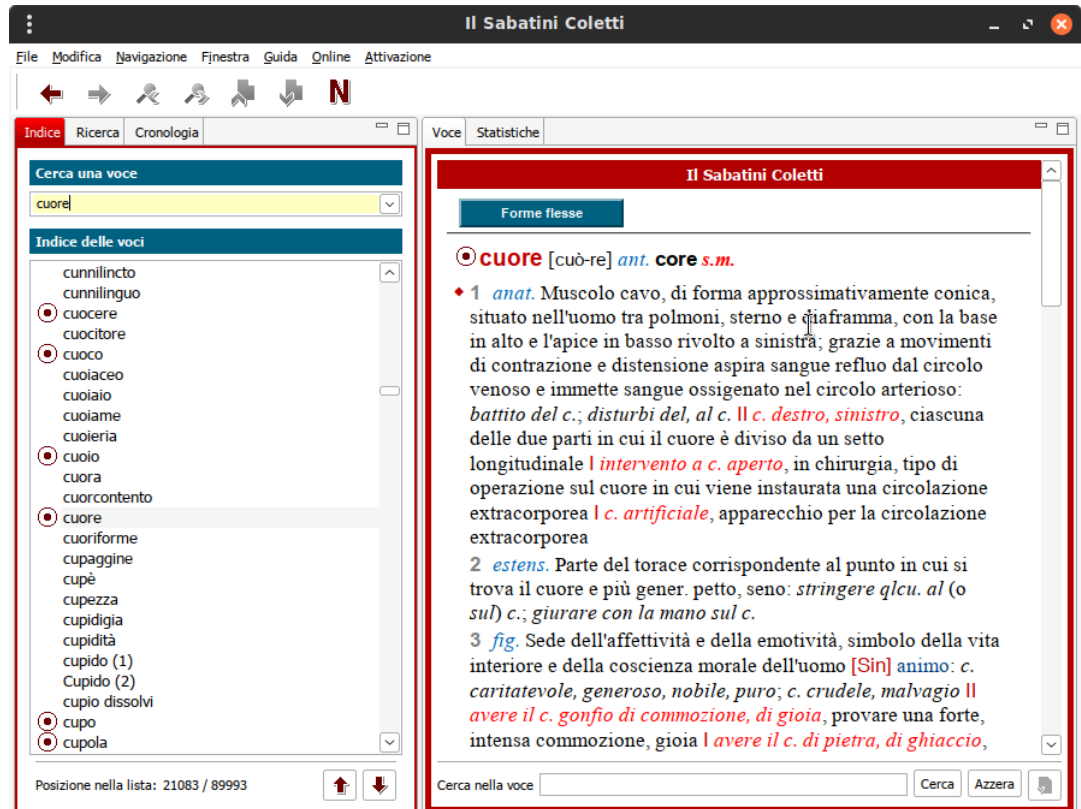 Il Sabatini Coletti
File Modifica Navigazione Finestra Guida Online Attivazione
N
Indice Ricerca Cronologia
Cerca una voce
cuore
Indice delle voci
cunnilincto
cunnilinguo
cuocere
cuocitore
cuoco
cuoiaceo
cuoiaio
cuoiame
cuoieria
cuoio
cuora
cuorcontento
cuore
cuoriforme
cupaggine
cupè
cupezza
cupidigia
cupidità
cupido (1)
Cupido (2)
cupio dissolvi
cupo
cupola
Posizione nella lista: 21083 / 89993
Voce Statistiche
Il Sabatini Coletti
Forme flesse
cuore [cuò-re] ant. core s.m.
1 anat. Muscolo cavo, di forma approssimativamente conica,
situato nell'uomo tra polmoni, sterno e diaframma, con la base
in alto e l'apice in basso rivolto a sinistra; grazie a movimenti
di contrazione e distensione aspira sangue refluo dal circolo
venoso e immette sangue ossigenato nel circolo arterioso:
battito del c.; disturbi del, al c. II c. destro, sinistro, ciascuna
delle due parti in cui il cuore è diviso da un setto
longitudinale I intervento a c. aperto, in chirurgia, tipo di
operazione sul cuore in cui viene instaurata una circolazione
extracorporea I c. artificiale, apparecchio per la circolazione
extracorporea
2 estens. Parte del torace corrispondente al punto in cui si
trova il cuore e più gener. petto, seno: stringere qlcu. al (o
sul) c.; giurare con la mano sul c.
3 fig. Sede dell'affettività e della emotività, simbolo della vita
interiore e della coscienza morale dell'uomo [Sin] animo: c.
caritatevole, generoso, nobile, puro; c. crudele, malvagio II
avere il c. gonfio di commozione, di gioia, provare una forte,
intensa commozione, gioia I avere il c. di pietra, di ghiaccio,
Cerca nella voce Cerca Azzera